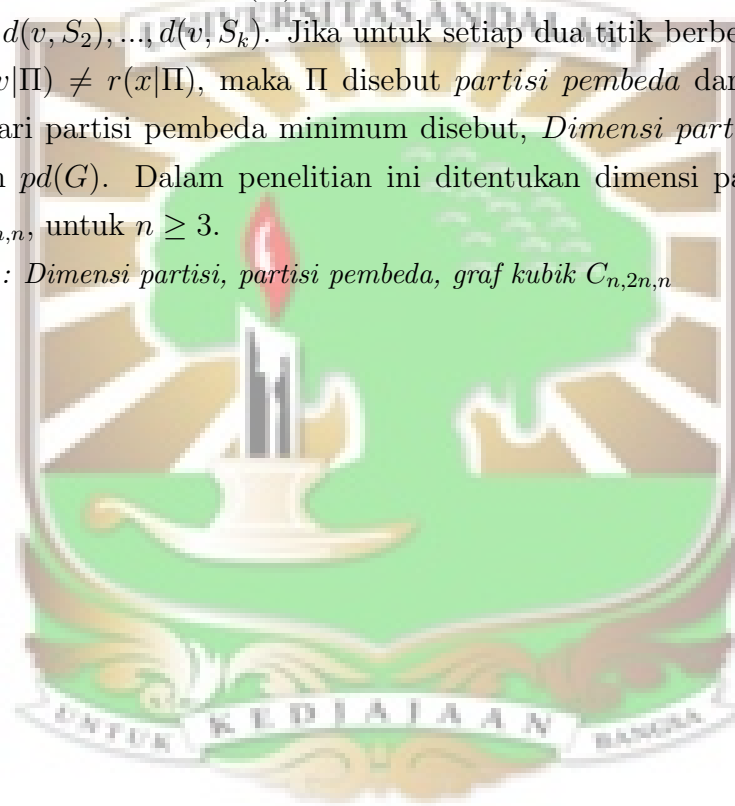 UNIVERSITAS ANDALAS
d(v, S_2), ..., d(v, S_k). Jika untuk setiap dua titik berbe
v|Π) ≠ r(x|Π), maka Π disebut partisi pembeda dar
ari partisi pembeda minimum disebut, Dimensi part
n pd(G). Dalam penelitian ini ditentukan dimensi pa
n,n, untuk n ≥ 3.
: Dimensi partisi, partisi pembeda, graf kubik C_{n,2n,n}
UNTUK KEDJAJAAN BANGSA